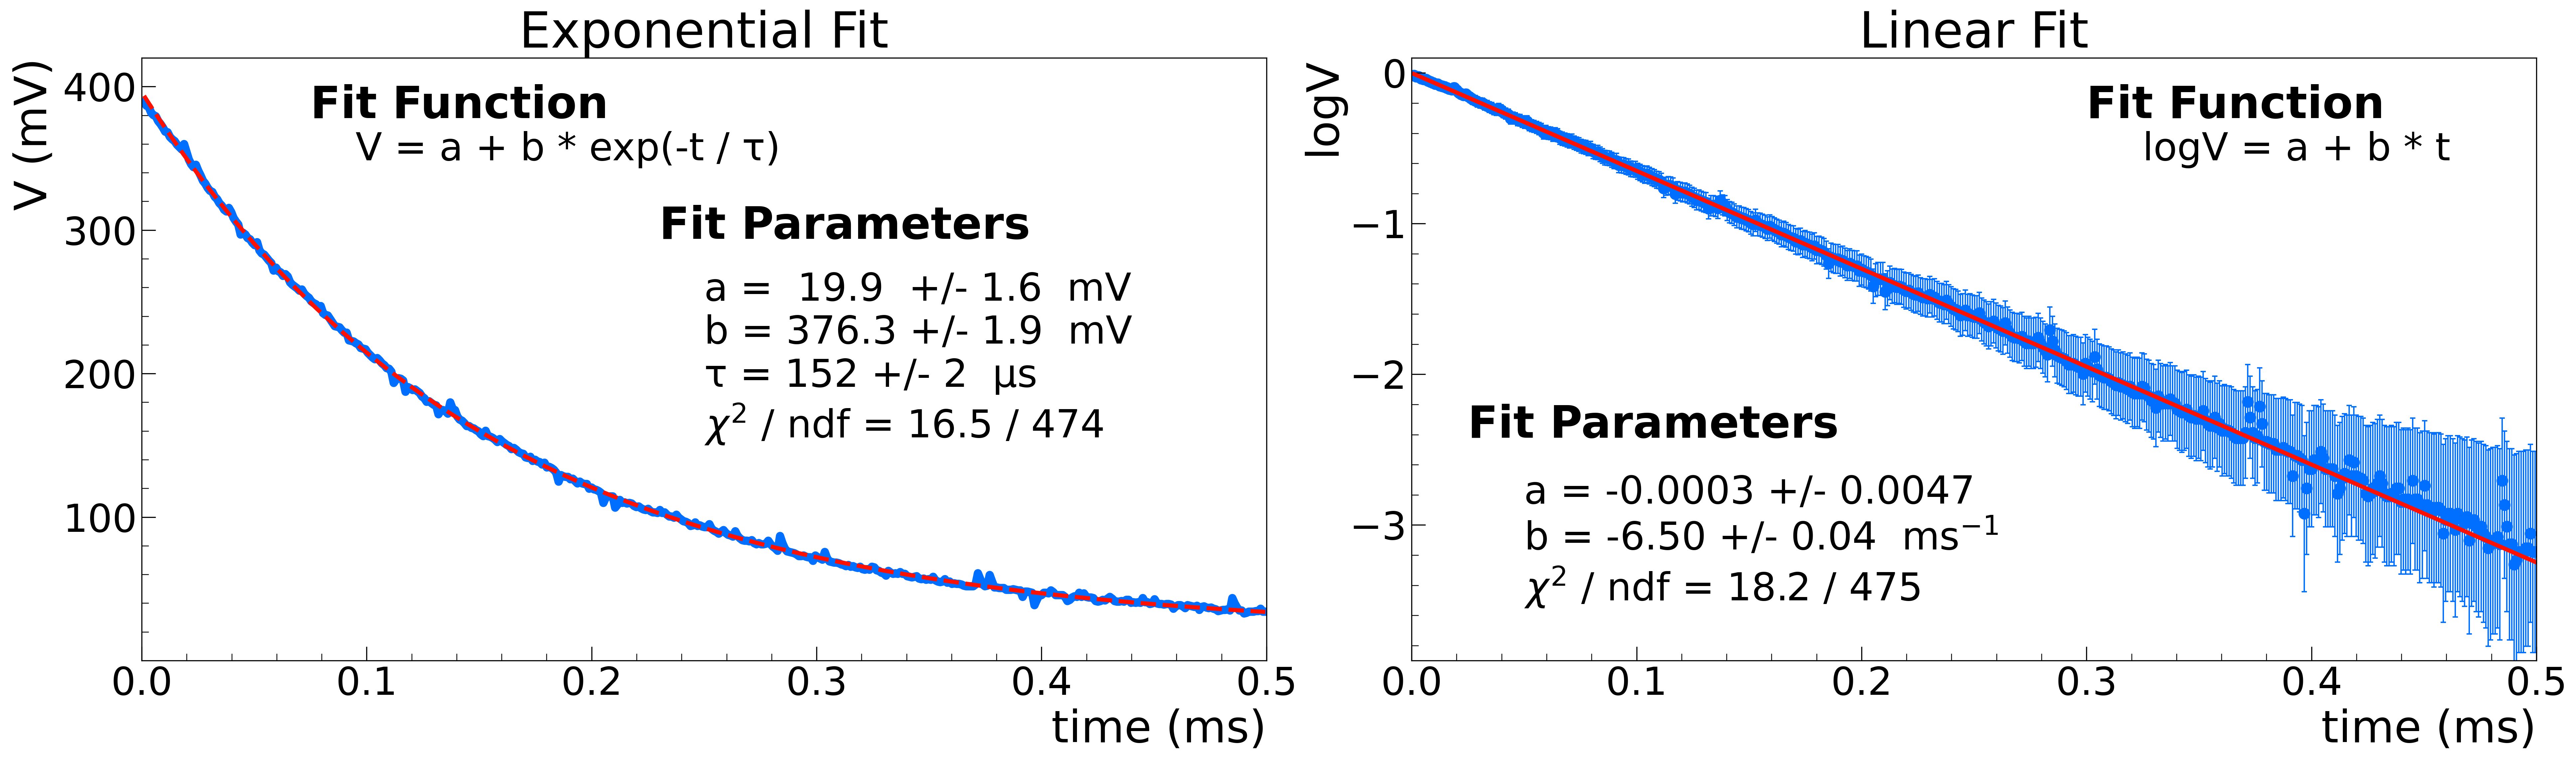 Exponential Fit
V (mV)
400
300
200
100
Fit Function
V = a + b * exp(-t / τ)
Fit Parameters
a = 19.9 +/- 1.6 mV
b = 376.3 +/- 1.9 mV
τ = 152 +/- 2 μs
χ² / ndf = 16.5 / 474
0.0 0.1 0.2 0.3 0.4 0.5
time (ms)
Linear Fit
logV
0
−1
−2
−3
Fit Function
logV = a + b * t
Fit Parameters
a = -0.0003 +/- 0.0047
b = -6.50 +/- 0.04 ms⁻¹
χ² / ndf = 18.2 / 475
0.0 0.1 0.2 0.3 0.4 0.5
time (ms)